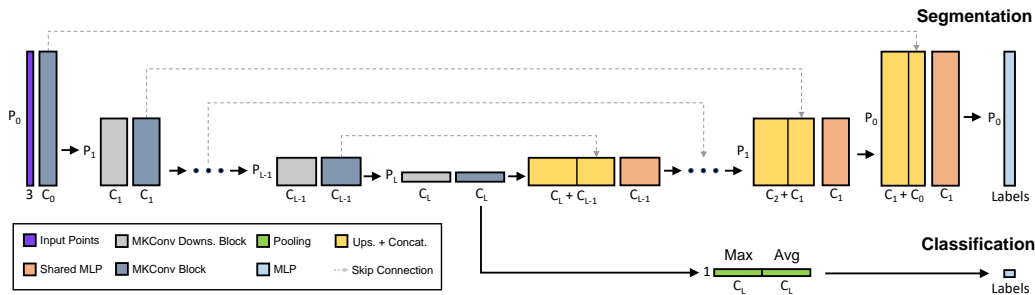 Segmentation
P0
3
C0
P1
C1
C1
PL-1
CL-1
CL-1
PL
CL
CL
CL + CL-1
CL-1
P1
C2 + C1
C1
P0
C1 + C0
C1
P0
Labels
Input Points
MKConv Downs. Block
Pooling
Ups. + Concat.
Shared MLP
MKConv Block
MLP
Skip Connection
Classification
Max
Avg
1
CL
CL
Labels